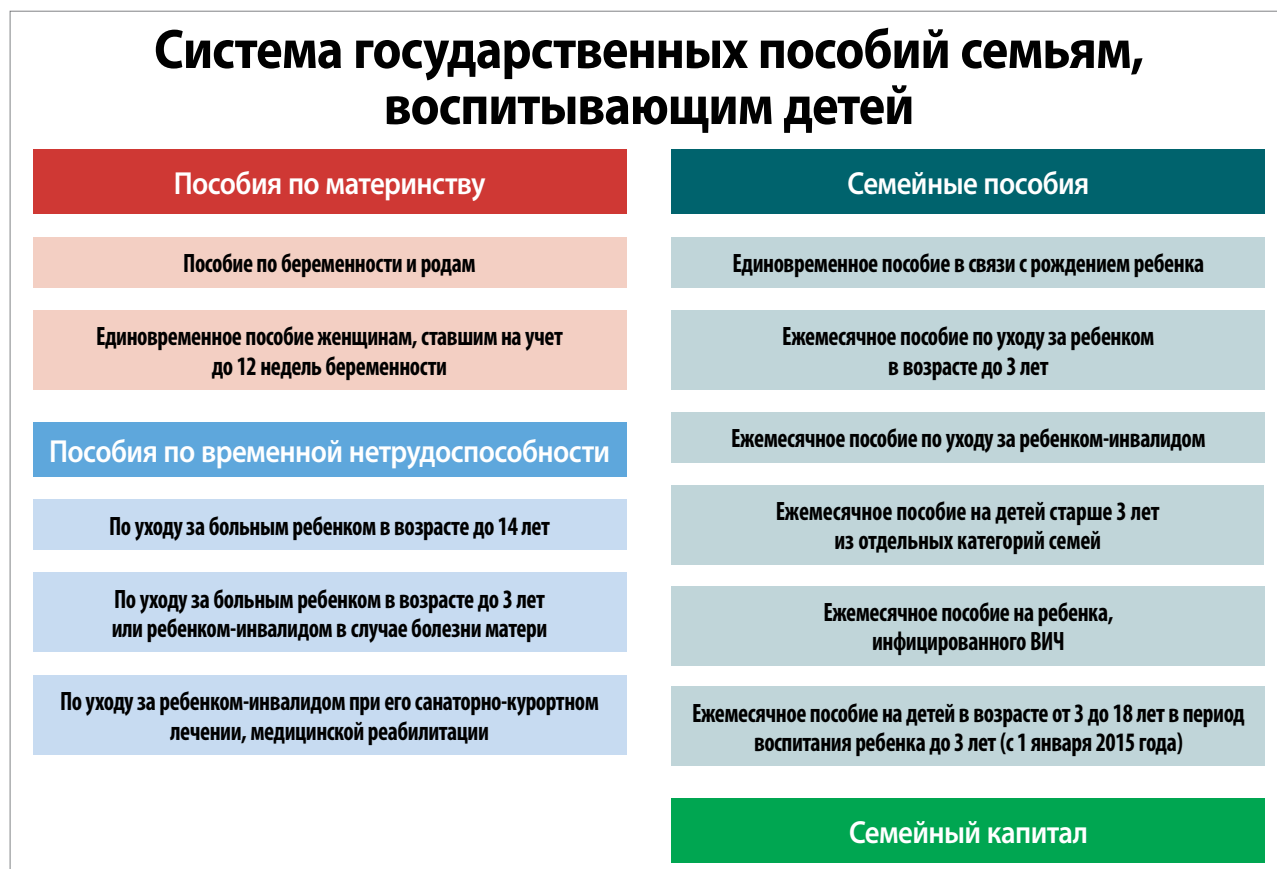 Система государственных пособий семьям,
воспитывающим детей
Пособия по материнству
Пособие по беременности и родам
Единовременное пособие женщинам, ставшим на учет
до 12 недель беременности
Пособия по временной нетрудоспособности
По уходу за больным ребенком в возрасте до 14 лет
По уходу за больным ребенком в возрасте до 3 лет
или ребенком-инвалидом в случае болезни матери
По уходу за ребенком-инвалидом при его санаторно-курортном
лечении, медицинской реабилитации
Семейные пособия
Единовременное пособие в связи с рождением ребенка
Ежемесячное пособие по уходу за ребенком
в возрасте до 3 лет
Ежемесячное пособие по уходу за ребенком-инвалидом
Ежемесячное пособие на детей старше 3 лет
из отдельных категорий семей
Ежемесячное пособие на ребенка,
инфицированного ВИЧ
Ежемесячное пособие на детей в возрасте от 3 до 18 лет в период
воспитания ребенка до 3 лет (с 1 января 2015 года)
Семейный капитал